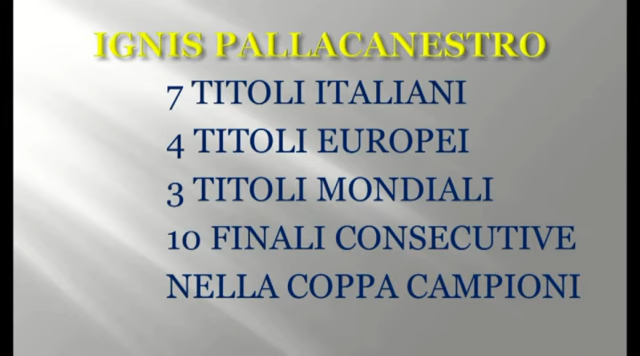 IGNIS PALLACANESTRO
7 TITOLI ITALIANI
4 TITOLI EUROPEI
3 TITOLI MONDIALI
10 FINALI CONSECUTIVE
NELLA COPPA CAMPIONI